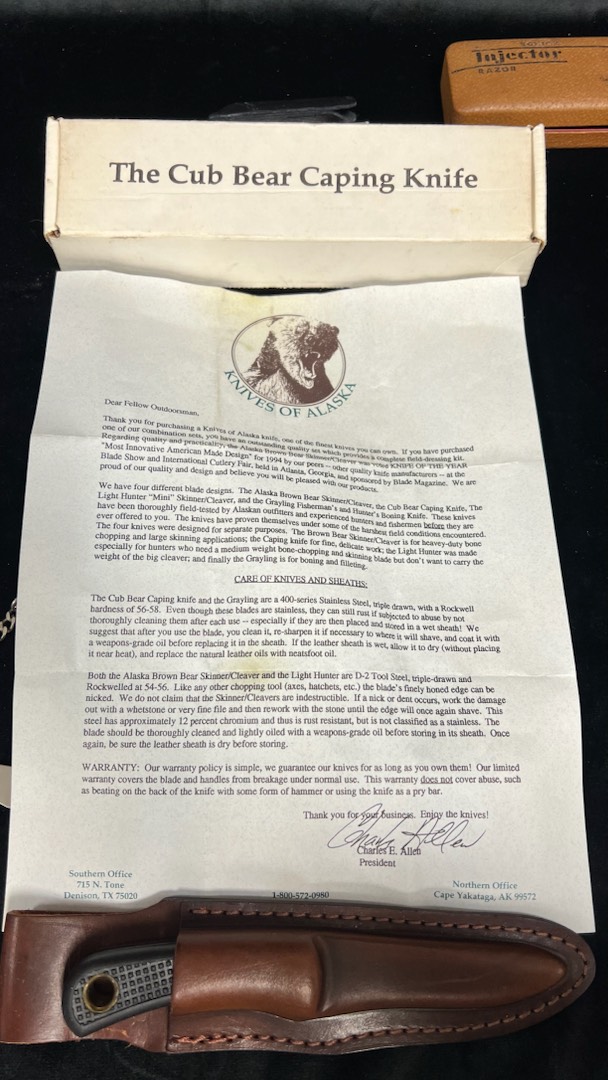 Injector
RAZOR
The Cub Bear Caping Knife
KNIVES OF ALASKA
Dear Fellow Outdoorsman,
Thank you for purchasing a Knives of Alaska knife, one of the finest knives you can own. If you have purchased
one of our combination sets, you have an outstanding quality set which provides a complete field-dressing kit.
Regarding quality and practicality, the Alaska Brown Bear Skinner/Cleaver was voted KNIFE OF THE YEAR
"Most Innovative American Made Design" for 1994 by our peers -- other quality knife manufacturers -- at the
Blade Show and International Cutlery Fair, held in Atlanta, Georgia, and sponsored by Blade Magazine. We are
proud of our quality and design and believe you will be pleased with our products.
We have four different blade designs. The Alaska Brown Bear Skinner/Cleaver, the Cub Bear Caping Knife, The
Light Hunter "Mini" Skinner/Cleaver, and the Grayling Fisherman's and Hunter's Boning Knife. These knives
have been thoroughly field-tested by Alaskan outfitters and experienced hunters and fishermen before they are
ever offered to you. The knives have proven themselves under some of the harshest field conditions encountered.
The four knives were designed for separate purposes. The Brown Bear Skinner/Cleaver is for heavy-duty bone
chopping and large skinning applications; the Caping knife for fine, delicate work; the Light Hunter was made
especially for hunters who need a medium weight bone-chopping and skinning blade but don't want to carry the
weight of the big cleaver; and finally the Grayling is for boning and filleting.
CARE OF KNIVES AND SHEATHS:
The Cub Bear Caping knife and the Grayling are a 400-series Stainless Steel, triple drawn, with a Rockwell
hardness of 56-58. Even though these blades are stainless, they can still rust if subjected to abuse by not
thoroughly cleaning them after each use -- especially if they are then placed and stored in a wet sheath! We
suggest that after you use the blade, you clean it, re-sharpen it if necessary to where it will shave, and coat it with
a weapons-grade oil before replacing it in the sheath. If the leather sheath is wet, allow it to dry (without placing
it near heat), and replace the natural leather oils with neatsfoot oil.
Both the Alaska Brown Bear Skinner/Cleaver and the Light Hunter are D-2 Tool Steel, triple-drawn and
Rockwelled at 54-56. Like any other chopping tool (axes, hatchets, etc.) the blade's finely honed edge can be
nicked. We do not claim that the Skinner/Cleavers are indestructible. If a nick or dent occurs, work the damage
out with a whetstone or very fine file and then rework with the stone until the edge will once again shave. This
steel has approximately 12 percent chromium and thus is rust resistant, but is not classified as a stainless. The
blade should be thoroughly cleaned and lightly oiled with a weapons-grade oil before storing in its sheath. Once
again, be sure the leather sheath is dry before storing.
WARRANTY: Our warranty policy is simple, we guarantee our knives for as long as you own them! Our limited
warranty covers the blade and handles from breakage under normal use. This warranty does not cover abuse, such
as beating on the back of the knife with some form of hammer or using the knife as a pry bar.
Thank you for your business. Enjoy the knives!
Charles Allen
Charles E. Allen
President
Southern Office
715 N. Tone
Denison, TX 75020
1-800-572-0980
Northern Office
Cape Yakataga, AK 99572